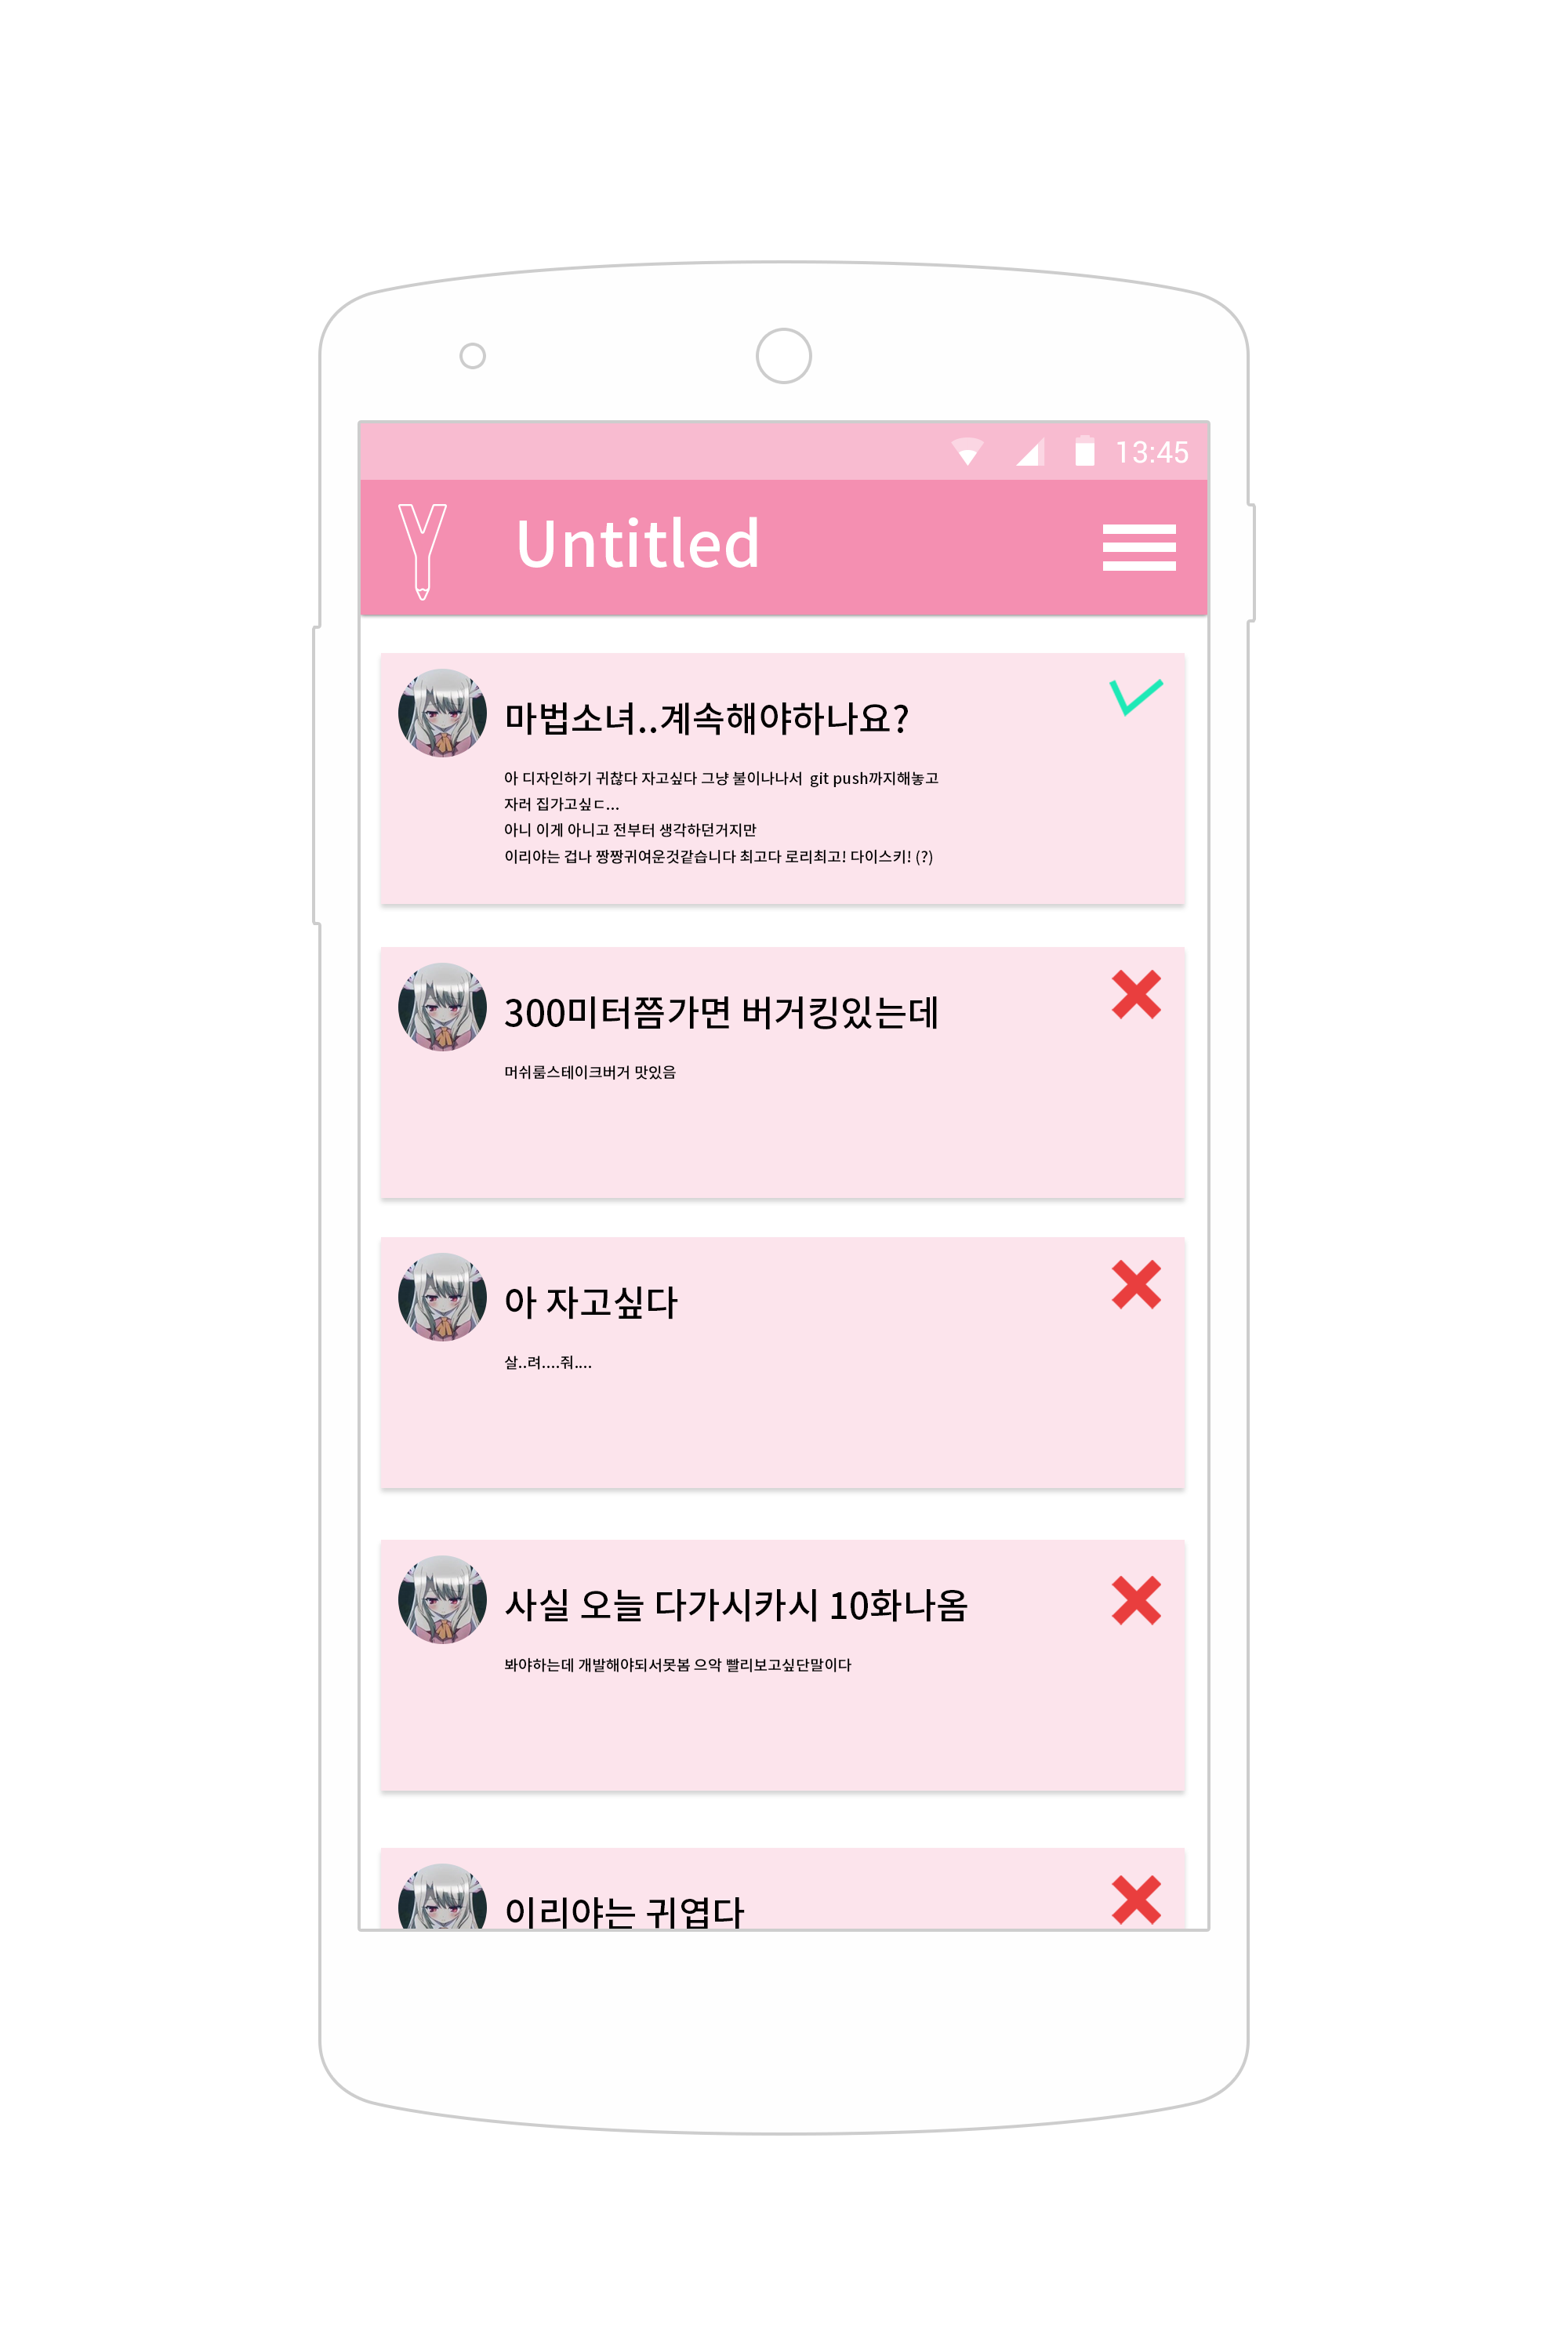 13:45
Untitled
마법소녀..계속해야하나요?
아 디자인하기 귀찮다 자고싶다 그냥 불이나나서 git push까지해놓고
자러 집가고싶ㄷ...
아니 이게 아니고 전부터 생각하던거지만
이리야는 겁나 짱짱귀여운것같습니다 최고다 로리최고! 다이스키! (?)
300미터쯤가면 버거킹있는데
머쉬룸스테이크버거 맛있음
아 자고싶다
살..려....줘....
사실 오늘 다가시카시 10화나옴
봐야하는데 개발해야되서못봄 으악 빨리보고싶단말이다
이리야는 귀엽다